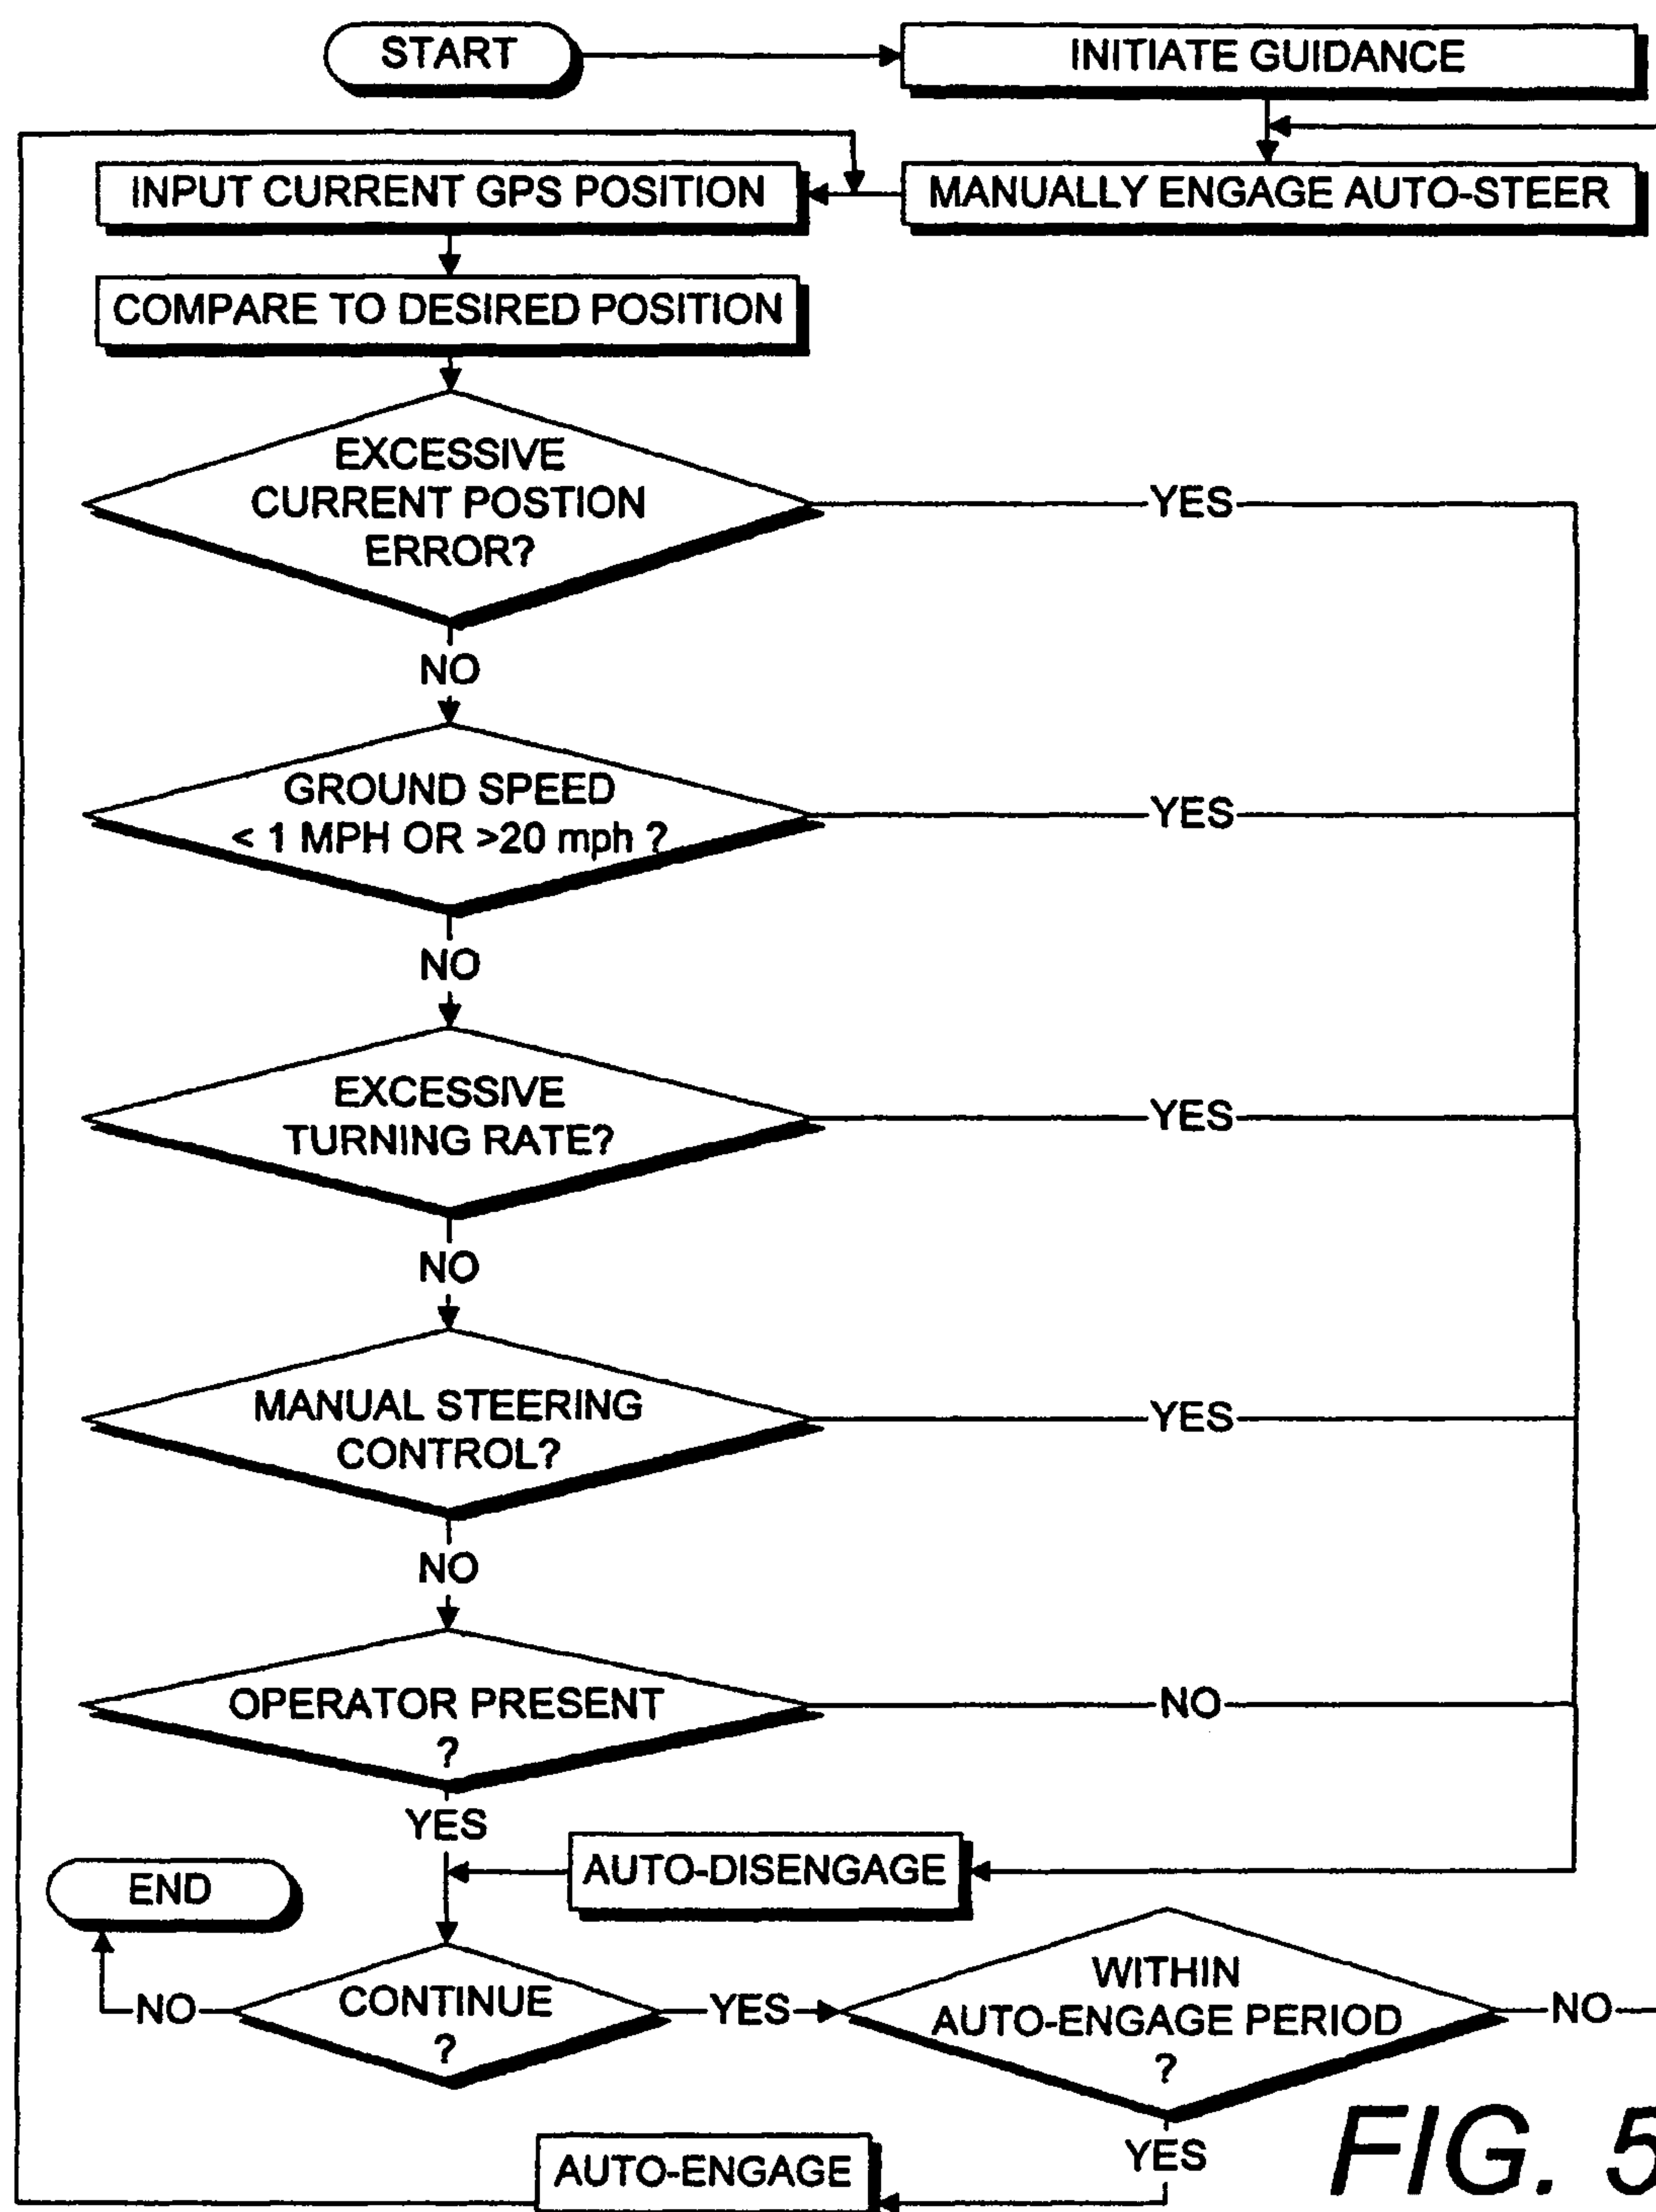 START
INITIATE GUIDANCE
INPUT CURRENT GPS POSITION
MANUALLY ENGAGE AUTO-STEER
COMPARE TO DESIRED POSITION
EXCESSIVE
CURRENT POSTION
ERROR?
YES
NO
GROUND SPEED
< 1 MPH OR >20 mph ?
YES
NO
EXCESSIVE
TURNING RATE?
YES
NO
MANUAL STEERING
CONTROL?
YES
NO
OPERATOR PRESENT
?
NO
YES
AUTO-DISENGAGE
END
CONTINUE
?
NO
YES
WITHIN
AUTO-ENGAGE PERIOD
?
NO
YES
AUTO-ENGAGE
FIG. 5